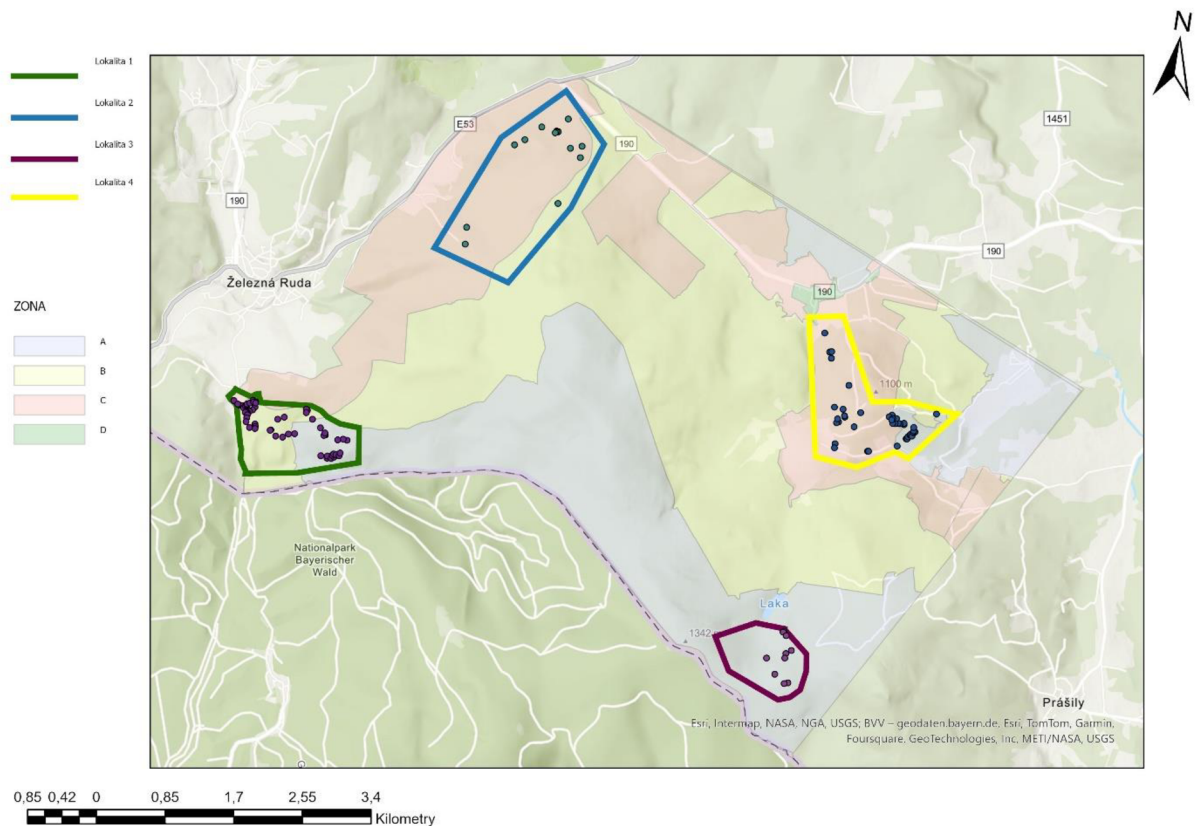 N
Lokalita 1
Lokalita 2
Lokalita 3
Lokalita 4
E53
1451
190
190
190
Železná Ruda
190
ZONA
A
B
C
D
1100 m
Nationalpark
Bayerischer
Wald
Laka
1342
Prášily
Esri, Intermap, NASA, NGA, USGS; BVV – geodaten.bayern.de, Esri, TomTom, Garmin,
Foursquare, GeoTechnologies, Inc, METI/NASA, USGS
0,85 0,42 0 0,85 1,7 2,55 3,4
Kilometry